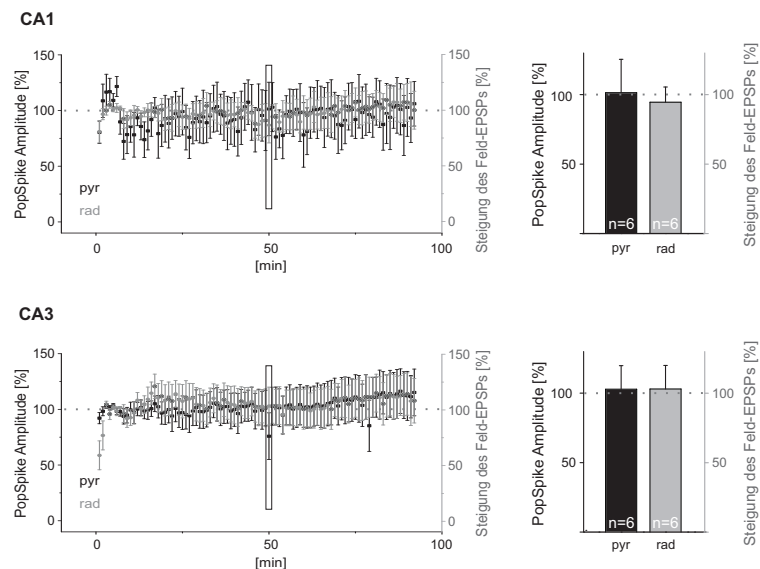 CA1
PopSpike Amplitude [%]
150
100
50
0
pyr
rad
0
50
100
[min]
150
100
50
0
Steigung des Feld-EPSPs [%]
PopSpike Amplitude [%]
100
50
n=6
n=6
pyr
rad
100
50
Steigung des Feld-EPSPs [%]
CA3
PopSpike Amplitude [%]
150
100
50
0
pyr
rad
0
50
100
[min]
150
100
50
0
Steigung des Feld-EPSPs [%]
PopSpike Amplitude [%]
100
50
n=6
n=6
pyr
rad
100
50
Steigung des Feld-EPSPs [%]